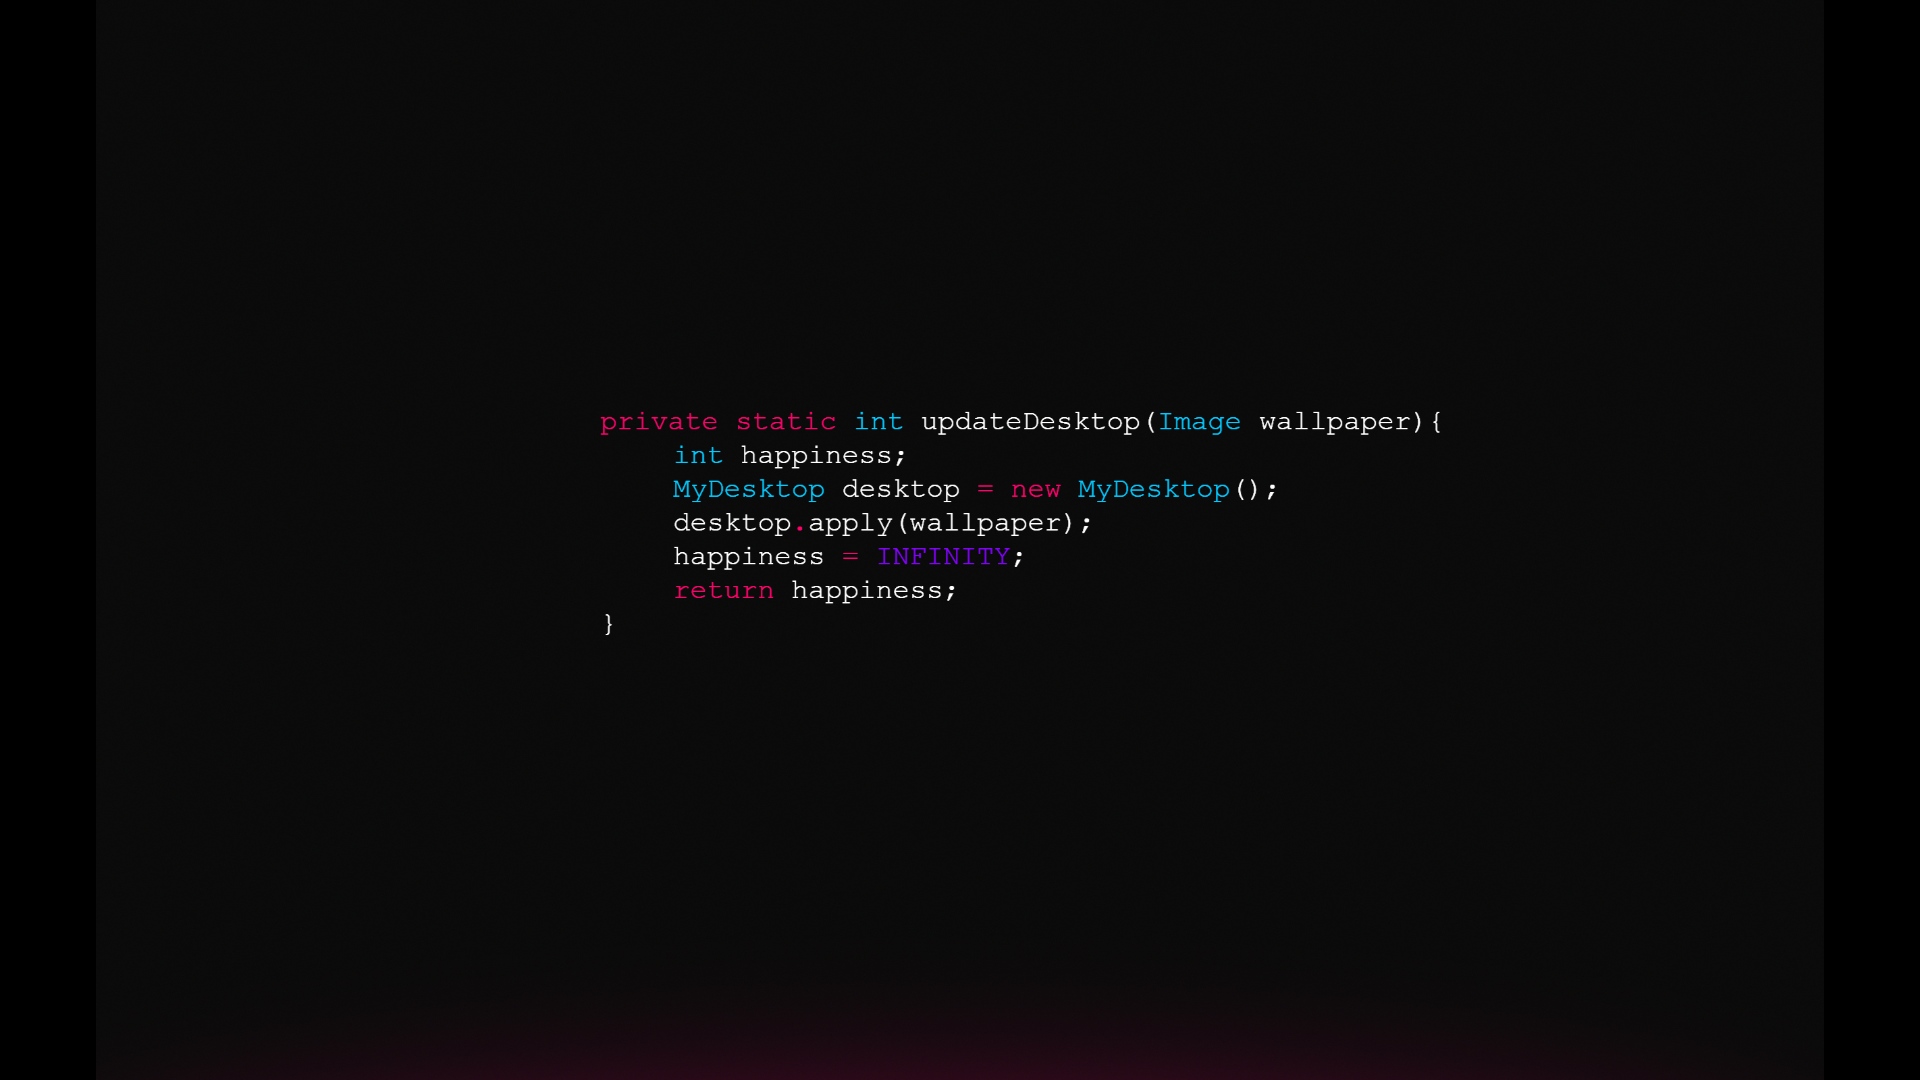 private static int updateDesktop(Image wallpaper){
int happiness;
MyDesktop desktop = new MyDesktop();
desktop.apply(wallpaper);
happiness = INFINITY;
return happiness;
}